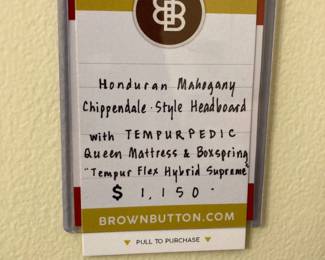 BB
Honduran Mahogany
Chippendale-Style Headboard
with TEMPURPEDIC
Queen Mattress & Boxspring
"Tempur Flex Hybrid Supreme"
$ 1,150-
BROWNBUTTON.COM
▼ PULL TO PURCHASE ▼